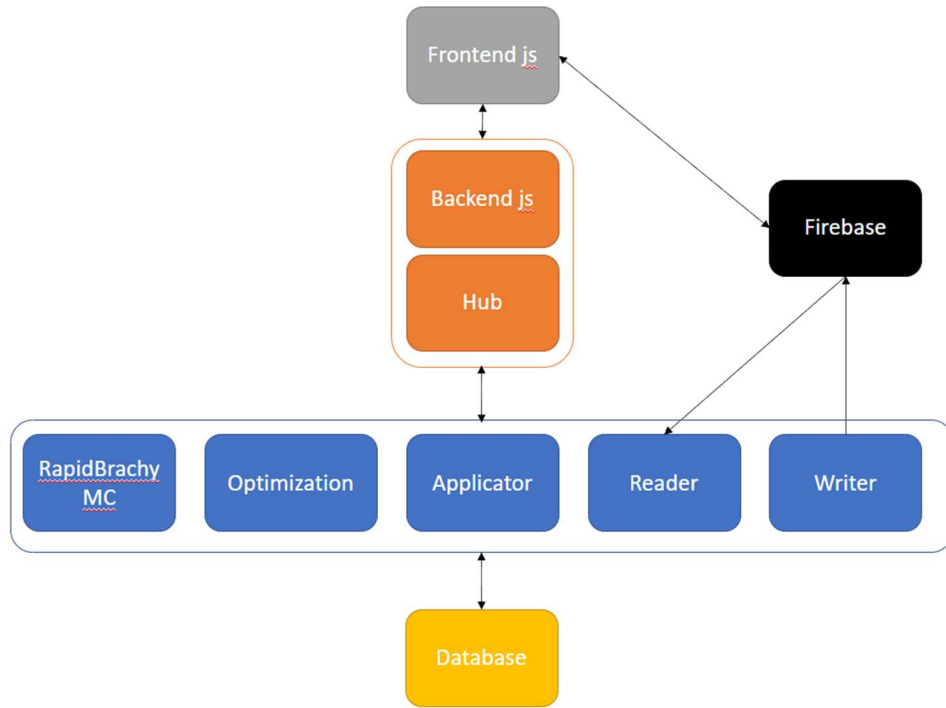 Frontend js
Backend js
Firebase
Hub
RapidBrachy
MC
Optimization
Applicator
Reader
Writer
Database